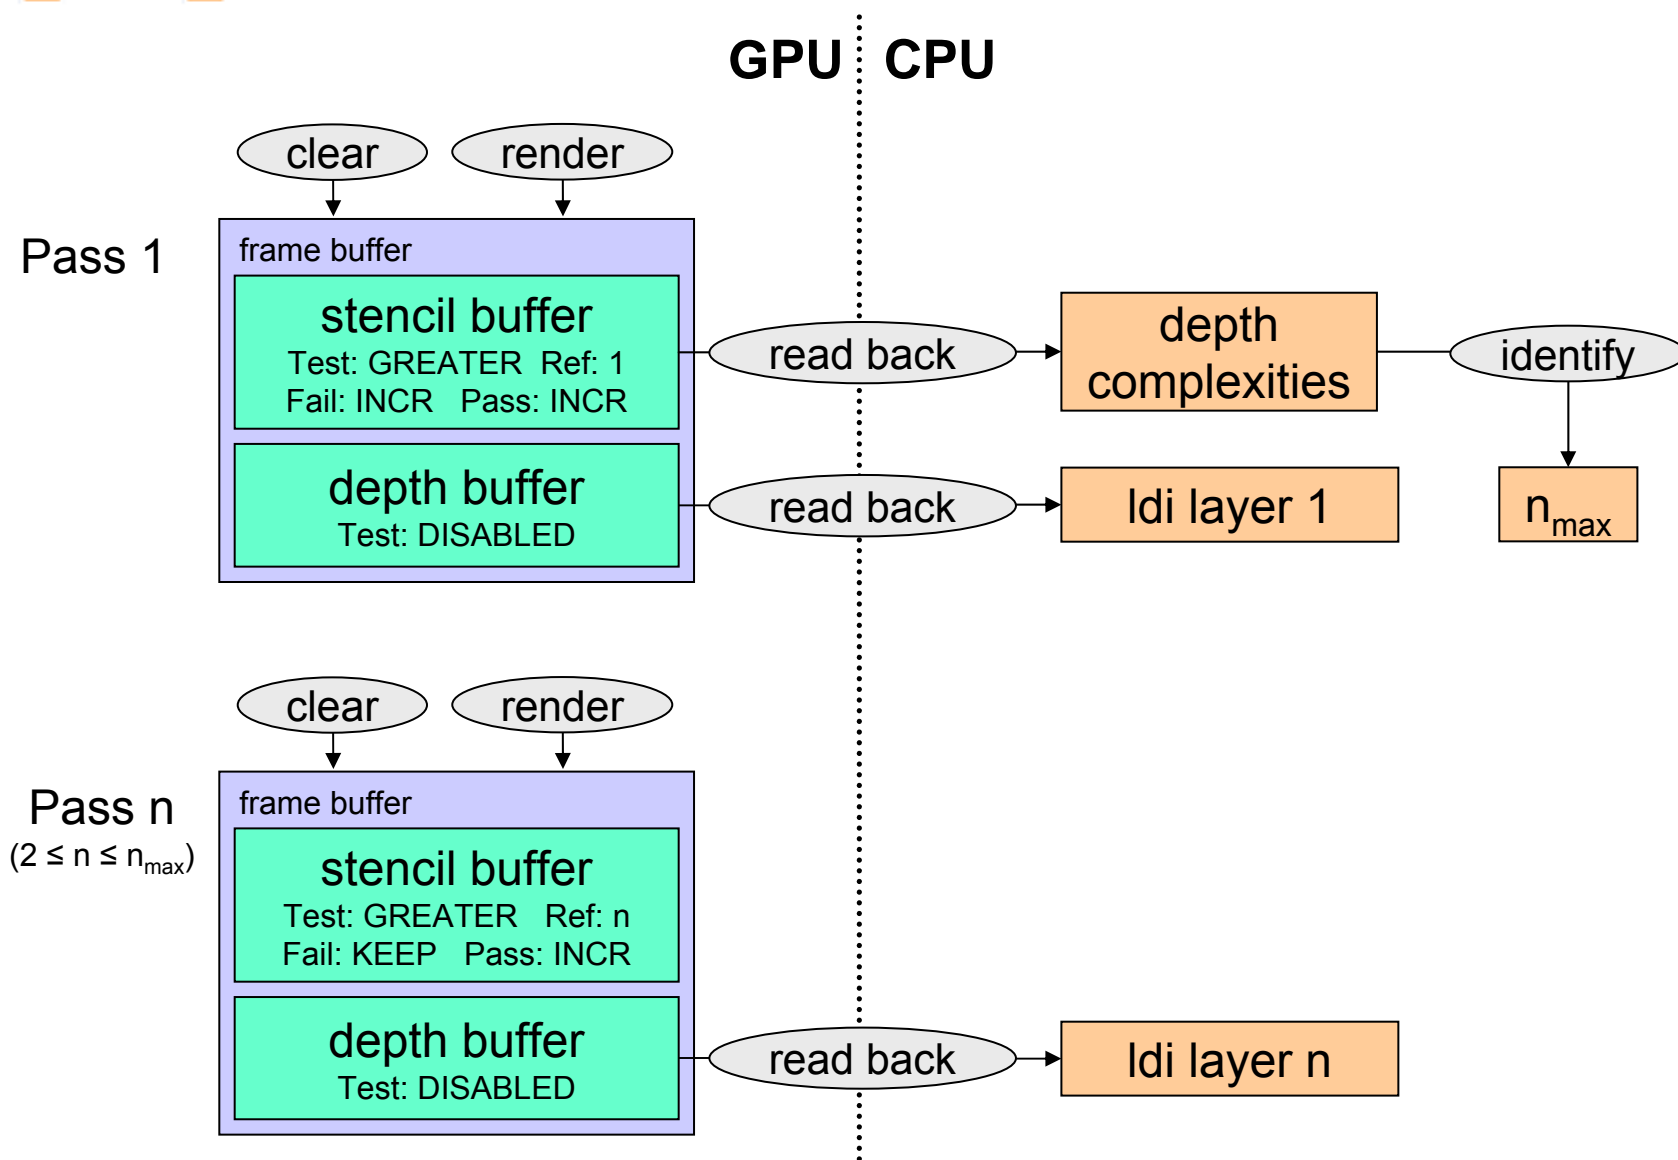 GPU CPU
clear render
Pass 1
frame buffer
stencil buffer
Test: GREATER Ref: 1
Fail: INCR Pass: INCR
read back
depth
complexities
identify
depth buffer
Test: DISABLED
read back
ldi layer 1
nmax
clear render
Pass n
(2 ≤ n ≤ nmax)
frame buffer
stencil buffer
Test: GREATER Ref: n
Fail: KEEP Pass: INCR
depth buffer
Test: DISABLED
read back
ldi layer n